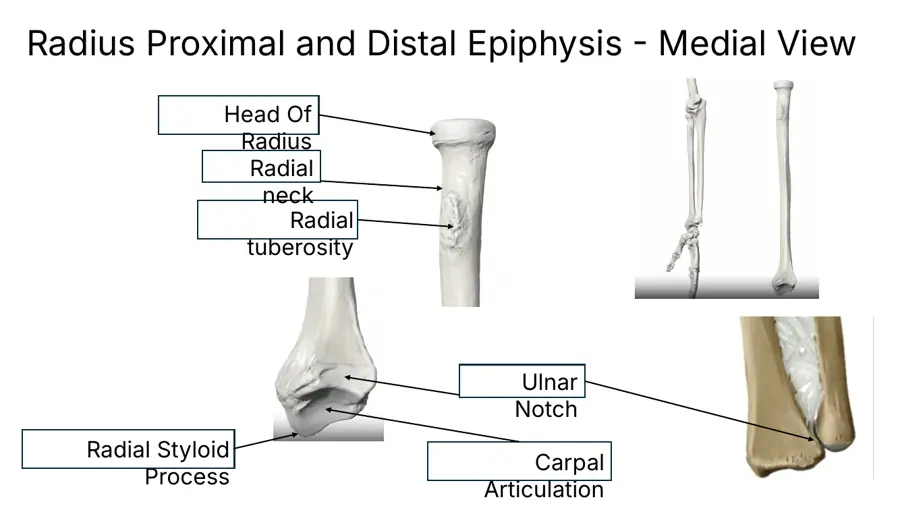 Radius Proximal and Distal Epiphysis - Medial View
Head Of
Radius
Radial
neck
Radial
tuberosity
Ulnar
Notch
Radial Styloid
Process
Carpal
Articulation